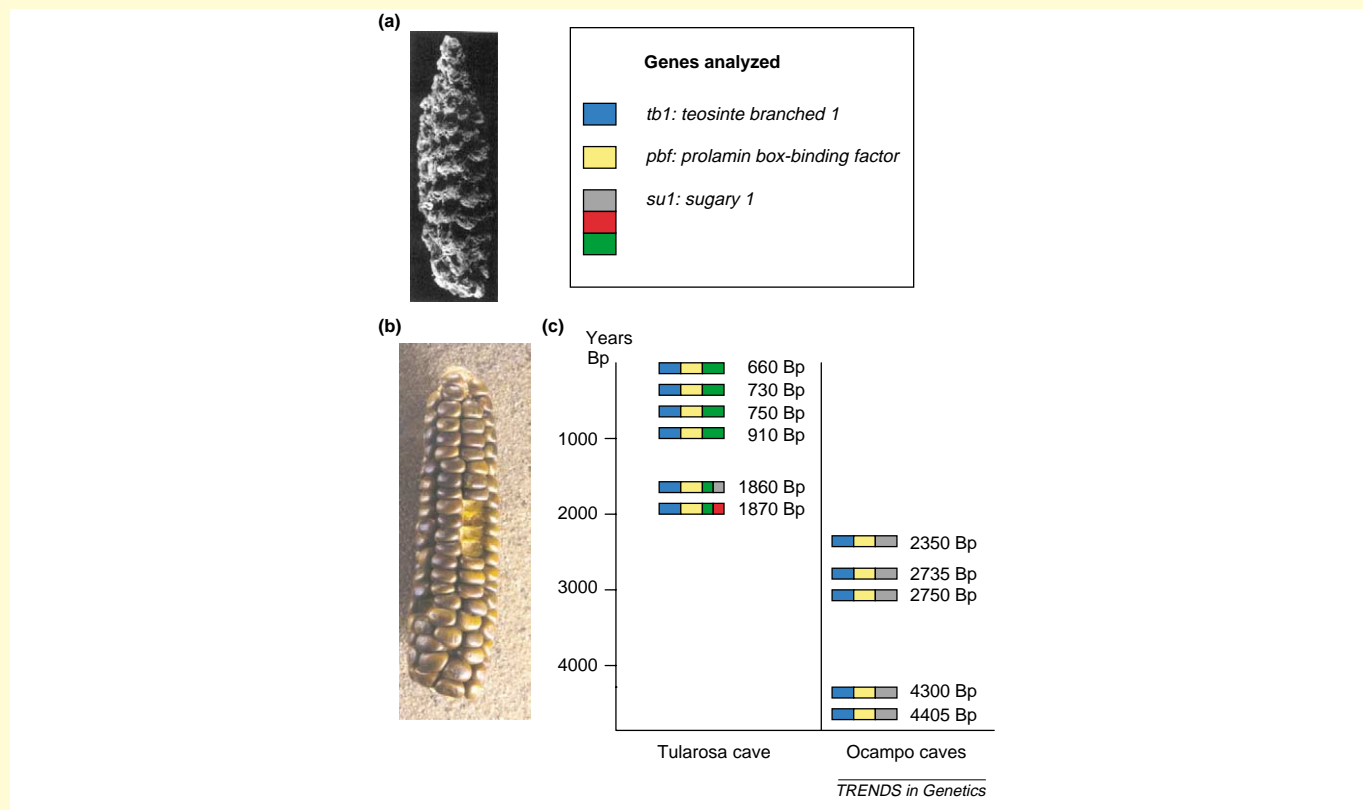 (a)
Genes analyzed
tb1: teosinte branched 1
pbf: prolamin box-binding factor
su1: sugary 1
(b)
(c)
Years
Bp
660 Bp
730 Bp
750 Bp
910 Bp
1000
1860 Bp
1870 Bp
2000
2350 Bp
2735 Bp
2750 Bp
3000
4000
4300 Bp
4405 Bp
Tularosa cave
Ocampo caves
TRENDS in Genetics